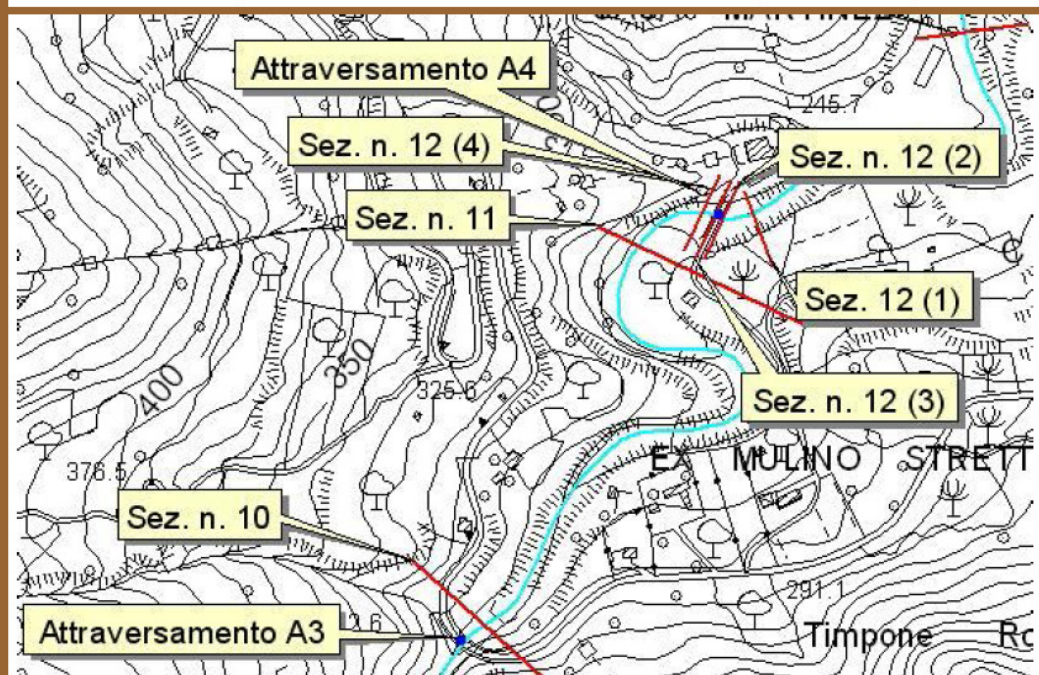 Attraversamento A4
245.7
Sez. n. 12 (4)
Sez. n. 12 (2)
Sez. n. 11
Sez. 12 (1)
350
400
325.6
Sez. n. 12 (3)
EX MULINO STRETT
376.5
Sez. n. 10
291.1
Attraversamento A3
Timpone Ro